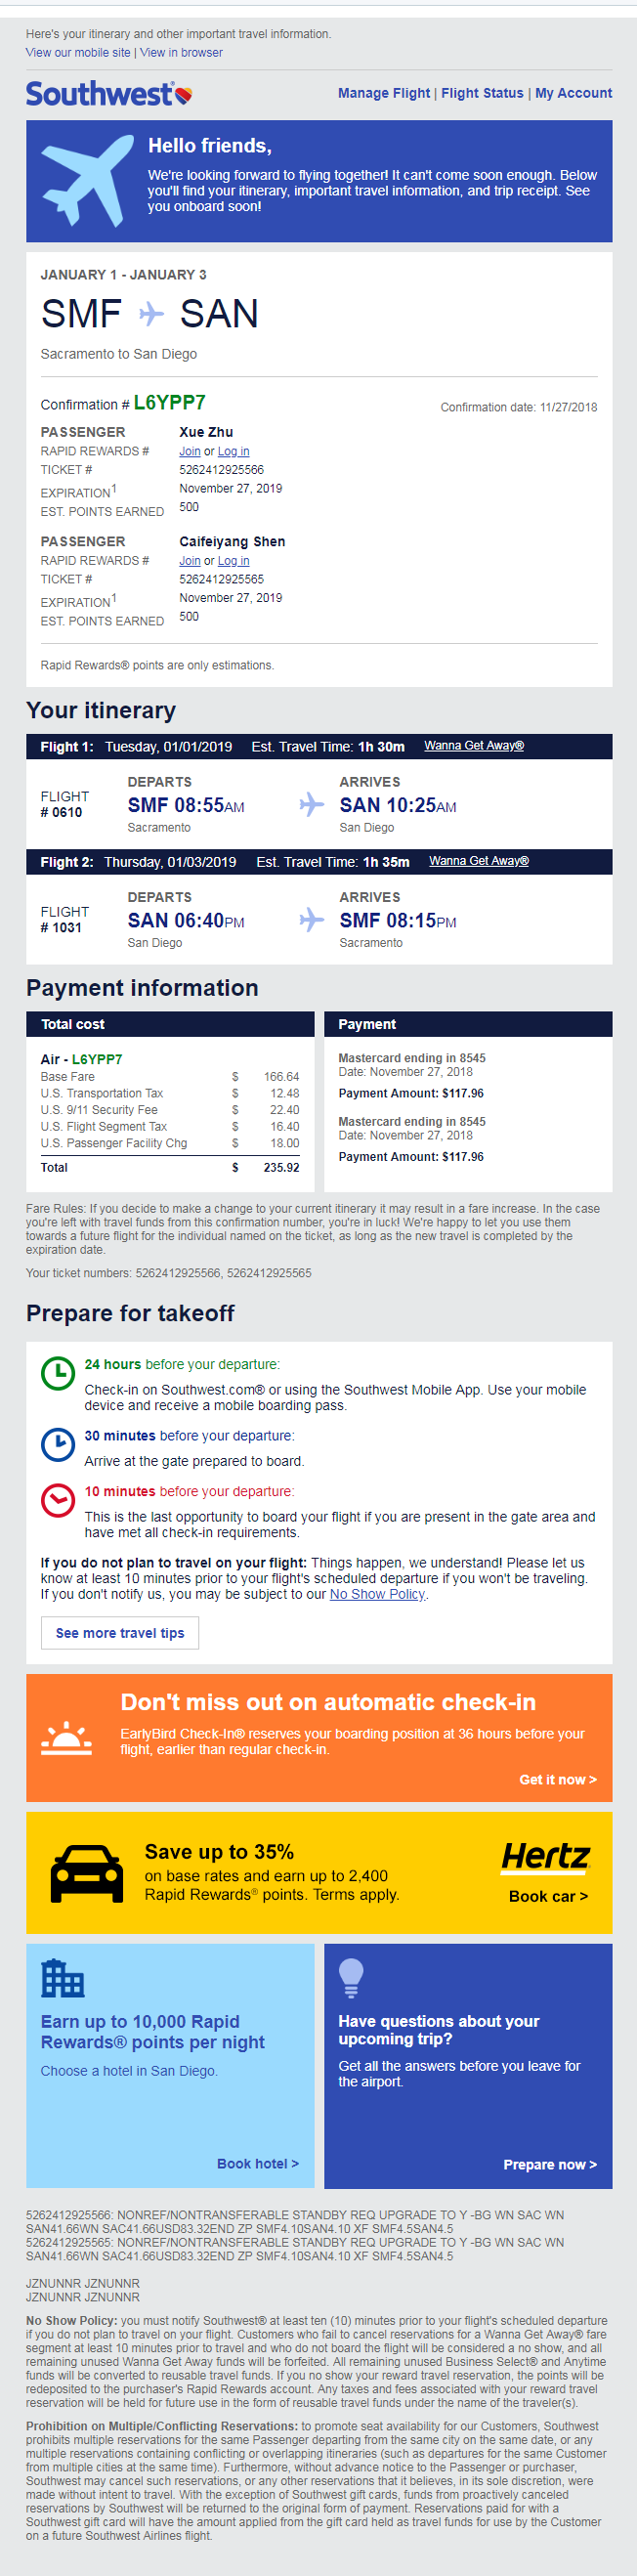 Here's your itinerary and other important travel information.
View our mobile site | View in browser
Southwest®
Manage Flight | Flight Status | My Account
Hello friends,
We're looking forward to flying together! It can't come soon enough. Below
you'll find your itinerary, important travel information, and trip receipt. See
you onboard soon!
JANUARY 1 - JANUARY 3
SMF SAN
Sacramento to San Diego
Confirmation # L6YPP7
Confirmation date: 11/27/2018
PASSENGER Xue Zhu
RAPID REWARDS # Join or Log in
TICKET # 5262412925566
EXPIRATION1 November 27, 2019
EST. POINTS EARNED 500
PASSENGER Caifeiyang Shen
RAPID REWARDS # Join or Log in
TICKET # 5262412925565
EXPIRATION1 November 27, 2019
EST. POINTS EARNED 500
Rapid Rewards® points are only estimations.
Your itinerary
Flight 1: Tuesday, 01/01/2019 Est. Travel Time: 1h 30m Wanna Get Away®
DEPARTS ARRIVES
FLIGHT # 0610 SMF 08:55AM SAN 10:25AM
Sacramento San Diego
Flight 2: Thursday, 01/03/2019 Est. Travel Time: 1h 35m Wanna Get Away®
DEPARTS ARRIVES
FLIGHT # 1031 SAN 06:40PM SMF 08:15PM
San Diego Sacramento
Payment information
Total cost
Air - L6YPP7
Base Fare $ 166.64
U.S. Transportation Tax $ 12.48
U.S. 9/11 Security Fee $ 22.40
U.S. Flight Segment Tax $ 16.40
U.S. Passenger Facility Chg $ 18.00
Total $ 235.92
Payment
Mastercard ending in 8545
Date: November 27, 2018
Payment Amount: $117.96
Mastercard ending in 8545
Date: November 27, 2018
Payment Amount: $117.96
Fare Rules: If you decide to make a change to your current itinerary it may result in a fare increase. In the case
you're left with travel funds from this confirmation number, you're in luck! We're happy to let you use them
towards a future flight for the individual named on the ticket, as long as the new travel is completed by the
expiration date.
Your ticket numbers: 5262412925566, 5262412925565
Prepare for takeoff
24 hours before your departure:
Check-in on Southwest.com® or using the Southwest Mobile App. Use your mobile
device and receive a mobile boarding pass.
30 minutes before your departure:
Arrive at the gate prepared to board.
10 minutes before your departure:
This is the last opportunity to board your flight if you are present in the gate area and
have met all check-in requirements.
If you do not plan to travel on your flight: Things happen, we understand! Please let us
know at least 10 minutes prior to your flight's scheduled departure if you won't be traveling.
If you don't notify us, you may be subject to our No Show Policy.
See more travel tips
Don't miss out on automatic check-in
EarlyBird Check-In® reserves your boarding position at 36 hours before your
flight, earlier than regular check-in.
Get it now >
Save up to 35%
on base rates and earn up to 2,400
Rapid Rewards® points. Terms apply.
Hertz
Book car >
Earn up to 10,000 Rapid
Rewards® points per night
Choose a hotel in San Diego.
Book hotel >
Have questions about your
upcoming trip?
Get all the answers before you leave for
the airport.
Prepare now >
5262412925566: NONREF/NONTRANSFERABLE STANDBY REQ UPGRADE TO Y -BG WN SAC WN
SAN41.66WN SAC41.66USD83.32END ZP SMF4.10SAN4.10 XF SMF4.5SAN4.5
5262412925565: NONREF/NONTRANSFERABLE STANDBY REQ UPGRADE TO Y -BG WN SAC WN
SAN41.66WN SAC41.66USD83.32END ZP SMF4.10SAN4.10 XF SMF4.5SAN4.5
JZNUNNR JZNUNNR
JZNUNNR JZNUNNR
No Show Policy: you must notify Southwest® at least ten (10) minutes prior to your flight's scheduled departure
if you do not plan to travel on your flight. Customers who fail to cancel reservations for a Wanna Get Away® fare
segment at least 10 minutes prior to travel and who do not board the flight will be considered a no show, and all
remaining unused Wanna Get Away funds will be forfeited. All remaining unused Business Select® and Anytime
funds will be converted to reusable travel funds. If you no show your reward travel reservation, the points will be
redeposited to the purchaser's Rapid Rewards account. Any taxes and fees associated with your reward travel
reservation will be held for future use in the form of reusable travel funds under the name of the traveler(s).
Prohibition on Multiple/Conflicting Reservations: to promote seat availability for our Customers, Southwest
prohibits multiple reservations for the same Passenger departing from the same city on the same date, or any
multiple reservations containing conflicting or overlapping itineraries (such as departures for the same Customer
from multiple cities at the same time). Furthermore, without advance notice to the Passenger or purchaser,
Southwest may cancel such reservations, or any other reservations that it believes, in its sole discretion, were
made without intent to travel. With the exception of Southwest gift cards, funds from proactively canceled
reservations by Southwest will be returned to the original form of payment. Reservations paid for with a
Southwest gift card will have the amount applied from the gift card held as travel funds for use by the Customer
on a future Southwest Airlines flight.